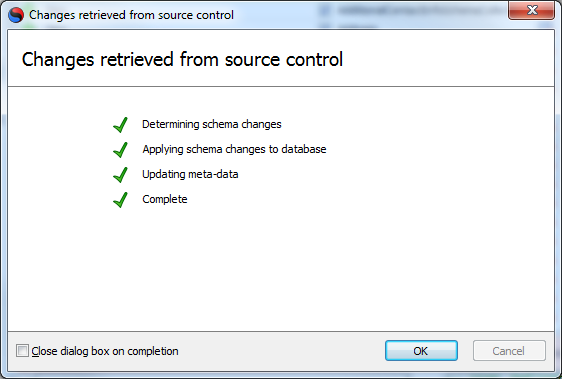 Changes retrieved from source control
Changes retrieved from source control
Determining schema changes
Applying schema changes to database
Updating meta-data
Complete
Close dialog box on completion
OK
Cancel